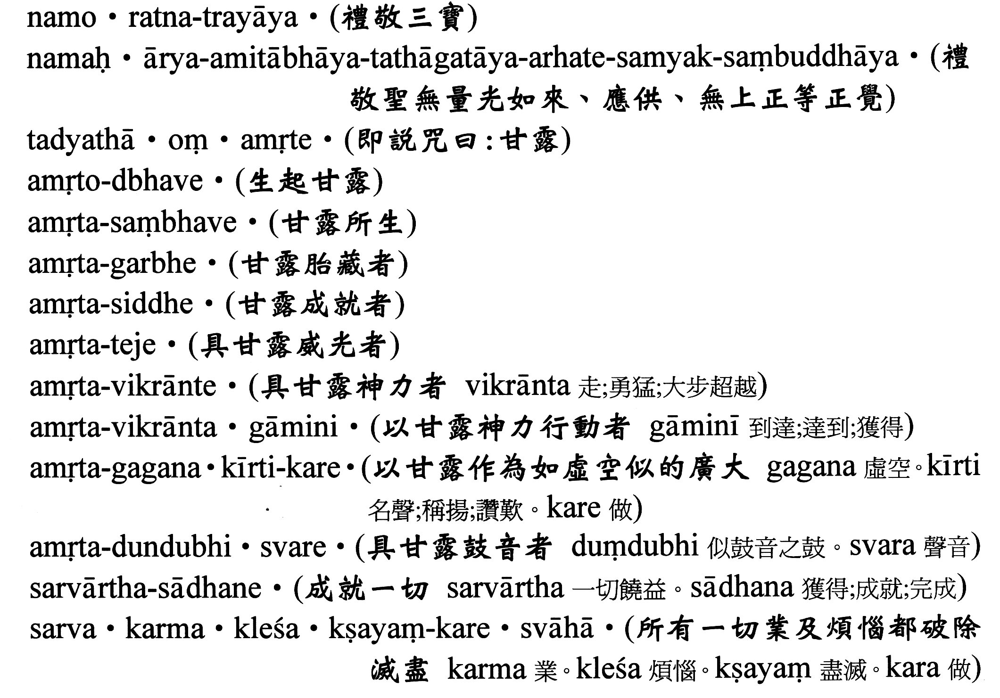 namo・ratna-trayāya・(禮敬三寶)
namaḥ・ārya-amitābhāya-tathāgatāya-arhate-samyak-saṃbuddhāya・(禮
敬聖無量光如來、應供、無上正等正覺)
tadyathā・oṃ・amṛte・(即説咒曰:甘露)
amṛto-dbhave・(生起甘露)
amṛta-saṃbhave・(甘露所生)
amṛta-garbhe・(甘露胎藏者)
amṛta-siddhe・(甘露成就者)
amṛta-teje・(具甘露威光者)
amṛta-vikrānte・(具甘露神力者 vikrānta 走;勇猛;大步超越)
amṛta-vikrānta・gāmini・(以甘露神力行動者 gāminī 到達;達到;獲得)
amṛta-gagana・kīrti-kare・(以甘露作為如虛空似的廣大 gagana 虛空。kīrti
名聲;稱揚;讚歎。kare 做)
amṛta-dundubhi・svare・(具甘露鼓音者 duṃdubhi 似鼓音之鼓。svara 聲音)
sarvārtha-sādhane・(成就一切 sarvārtha 一切饒益。sādhana 獲得;成就;完成)
sarva・karma・kleśa・kṣayaṃ-kare・svāhā・(所有一切業及煩惱都破除
滅盡 karma 業。kleśa 煩惱。kṣayaṃ 盡滅。kara 做)